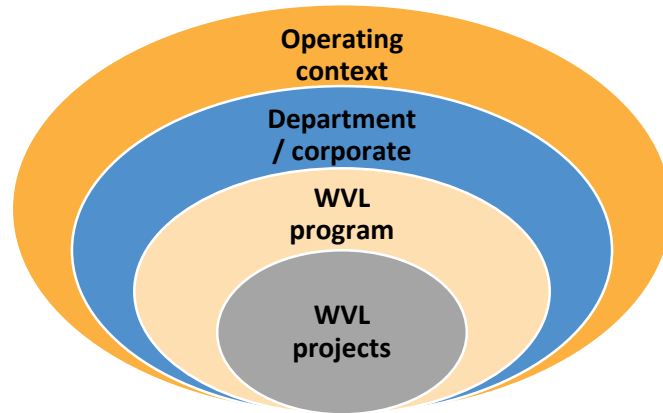 Operating
context
Department
/ corporate
WVL
program
WVL
projects